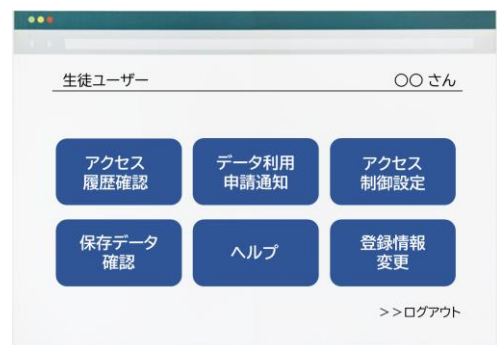 生徒ユーザー
〇〇さん
アクセス
履歴確認
データ利用
申請通知
アクセス
制御設定
保存データ
確認
ヘルプ
登録情報
変更
>>ログアウト